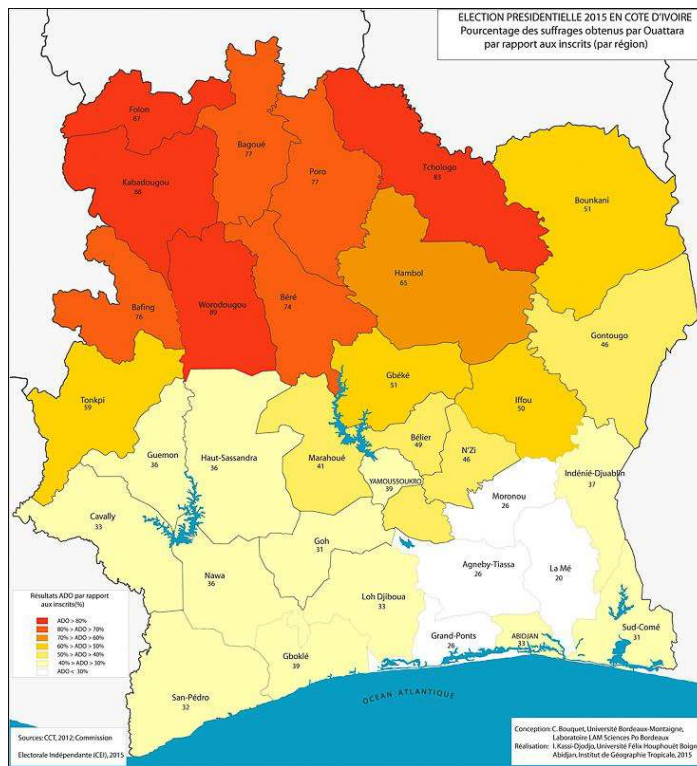 ELECTION PRESIDENTIELLE 2015 EN COTE D'IVOIRE
Pourcentage des suffrages obtenus par Ouattara
par rapport aux inscrits (par région)
Folon
87
Bagoué
77
Poro
77
Tchologo
83
Kabadougou
88
Bounkani
51
Hambol
65
Worodougou
89
Béré
74
Bafing
76
Gontougo
46
Tonkpi
59
Gbéké
51
Iffou
50
Guemon
36
Haut-Sassandra
36
Marahoué
41
Bélier
49
N'Zi
46
YAMOUSSOUKRO
39
Indénié-Djuablin
37
Moronou
26
Cavally
33
Goh
31
Nawa
36
Agneby-Tiassa
26
La Mé
20
Loh Djiboua
33
Grand-Ponts
26
ABIDJAN
33
Sud-Comé
31
Gboklé
39
San-Pédro
32
OCEAN ATLANTIQUE
Résultats ADO par rapport
aux inscrits(%)
ADO > 80%
80% > ADO > 70%
70% > ADO > 60%
60% > ADO > 50%
50% > ADO > 40%
40% > ADO > 30%
ADO < 30%
Sources: CCT, 2012; Commission
Electorale Indépendante (CEI), 2015
Conception: C. Bouquet, Université Bordeaux-Montaigne,
Laboratoire LAM Sciences Po Bordeaux
Réalisation: I. Kassi-Djodjo, Université Félix Houphouët Boigny
Abidjan, Institut de Géographie Tropicale, 2015